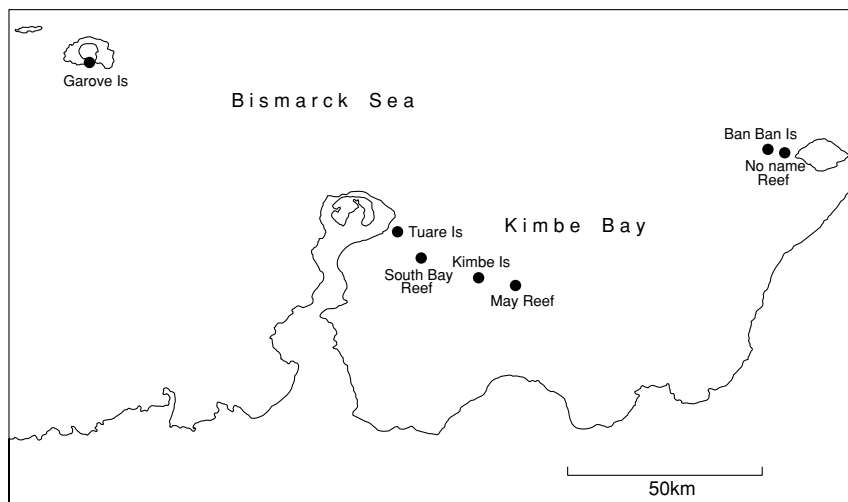 Garove Is
Bismarck Sea
Ban Ban Is
No name
Reef
Kimbe Bay
Tuare Is
South Bay
Reef
Kimbe Is
May Reef
50km